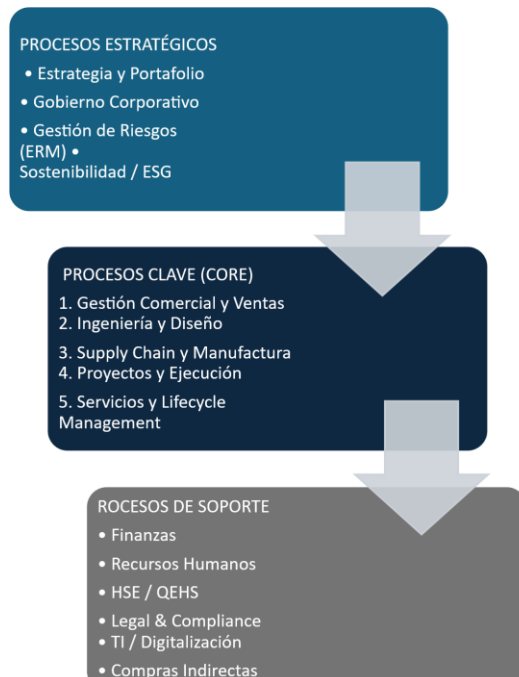 PROCESOS ESTRATÉGICOS
• Estrategia y Portafolio
• Gobierno Corporativo
• Gestión de Riesgos
(ERM) •
Sostenibilidad / ESG
PROCESOS CLAVE (CORE)
1. Gestión Comercial y Ventas
2. Ingeniería y Diseño
3. Supply Chain y Manufactura
4. Proyectos y Ejecución
5. Servicios y Lifecycle
Management
ROCESOS DE SOPORTE
• Finanzas
• Recursos Humanos
• HSE / QEHS
• Legal & Compliance
• TI / Digitalización
• Compras Indirectas